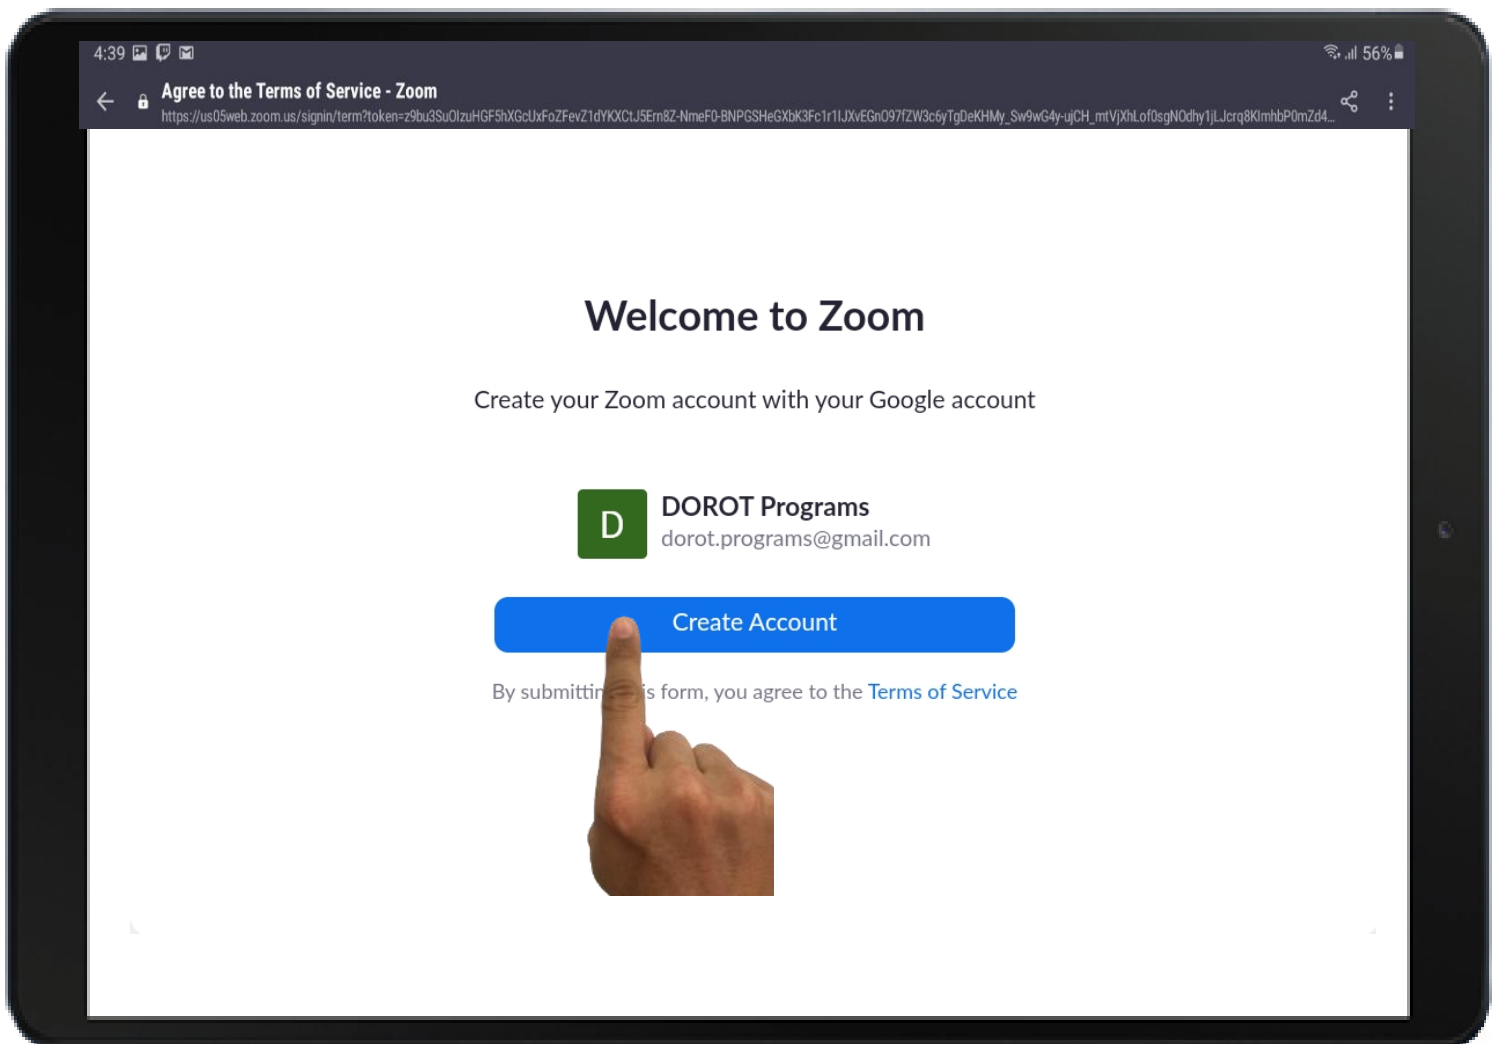 4:39
56%
Agree to the Terms of Service - Zoom
Welcome to Zoom
Create your Zoom account with your Google account
D
DOROT Programs
dorot.programs@gmail.com
Create Account
By submitting is form, you agree to the Terms of Service